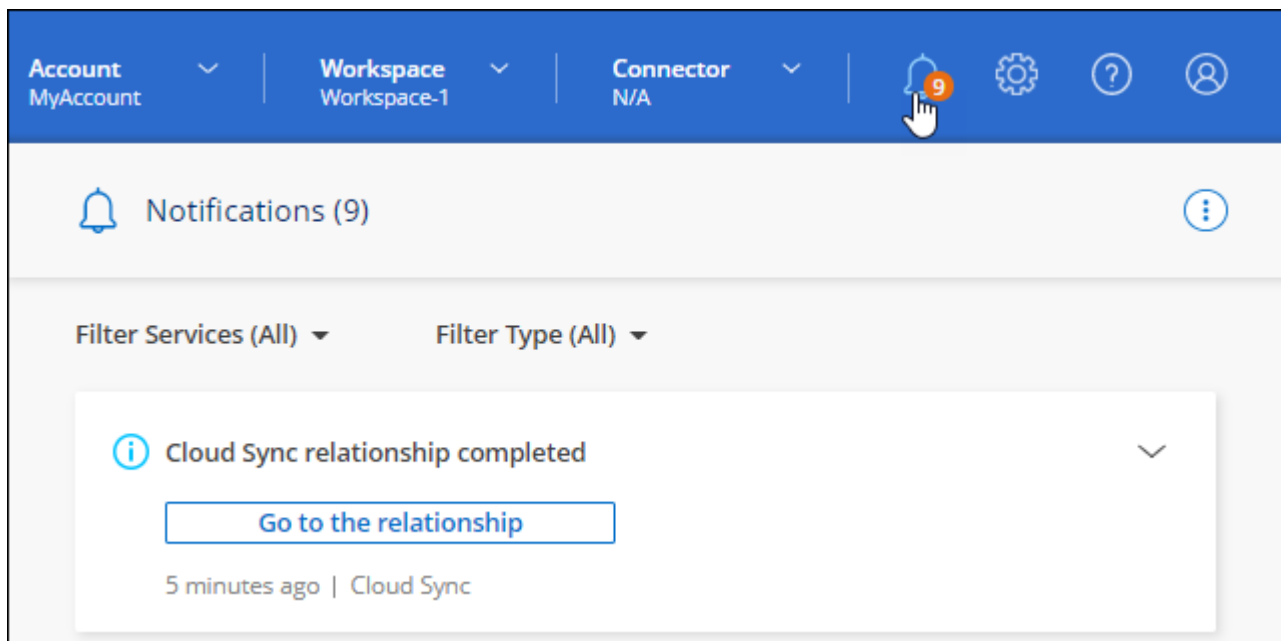 Account
MyAccount
Workspace
Workspace-1
Connector
N/A
9
Notifications (9)
Filter Services (All)
Filter Type (All)
Cloud Sync relationship completed
Go to the relationship
5 minutes ago | Cloud Sync